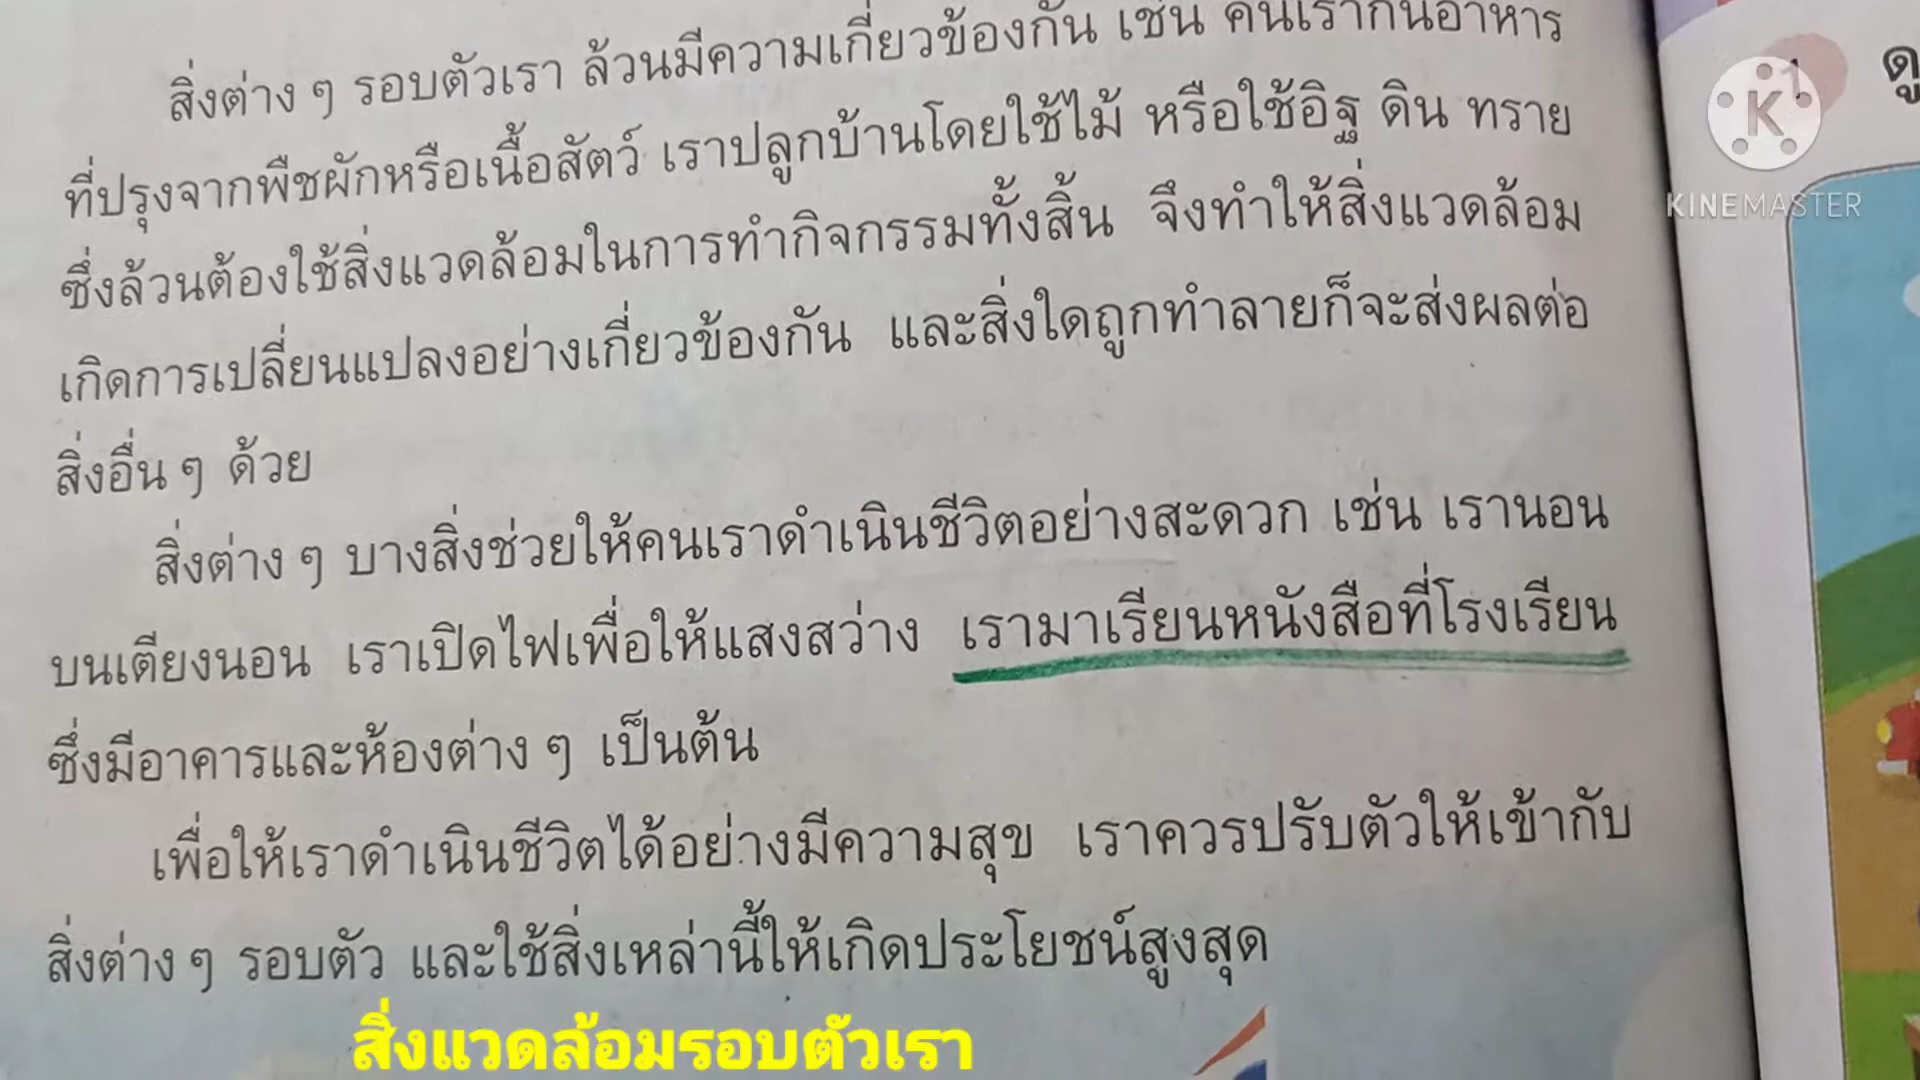 สิ่งต่าง ๆ รอบตัวเรา ล้วนมีความเกี่ยวข้องกัน เช่น คนเรากินอาหาร
ที่ปรุงจากพืชผักหรือเนื้อสัตว์ เราปลูกบ้านโดยใช้ไม้ หรือใช้อิฐ ดิน ทราย
ซึ่งล้วนต้องใช้สิ่งแวดล้อมในการทำกิจกรรมทั้งสิ้น จึงทำให้สิ่งแวดล้อม
เกิดการเปลี่ยนแปลงอย่างเกี่ยวข้องกัน และสิ่งใดถูกทำลายก็จะส่งผลต่อ
สิ่งอื่น ๆ ด้วย
สิ่งต่าง ๆ บางสิ่งช่วยให้คนเราดำเนินชีวิตอย่างสะดวก เช่น เรานอน
บนเตียงนอน เราเปิดไฟเพื่อให้แสงสว่าง เรามาเรียนหนังสือที่โรงเรียน
ซึ่งมีอาคารและห้องต่าง ๆ เป็นต้น
เพื่อให้เราดำเนินชีวิตได้อย่างมีความสุข เราควรปรับตัวให้เข้ากับ
สิ่งต่าง ๆ รอบตัว และใช้สิ่งเหล่านี้ให้เกิดประโยชน์สูงสุด
สิ่งแวดล้อมรอบตัวเรา
1 ดู
K
KINEMASTER